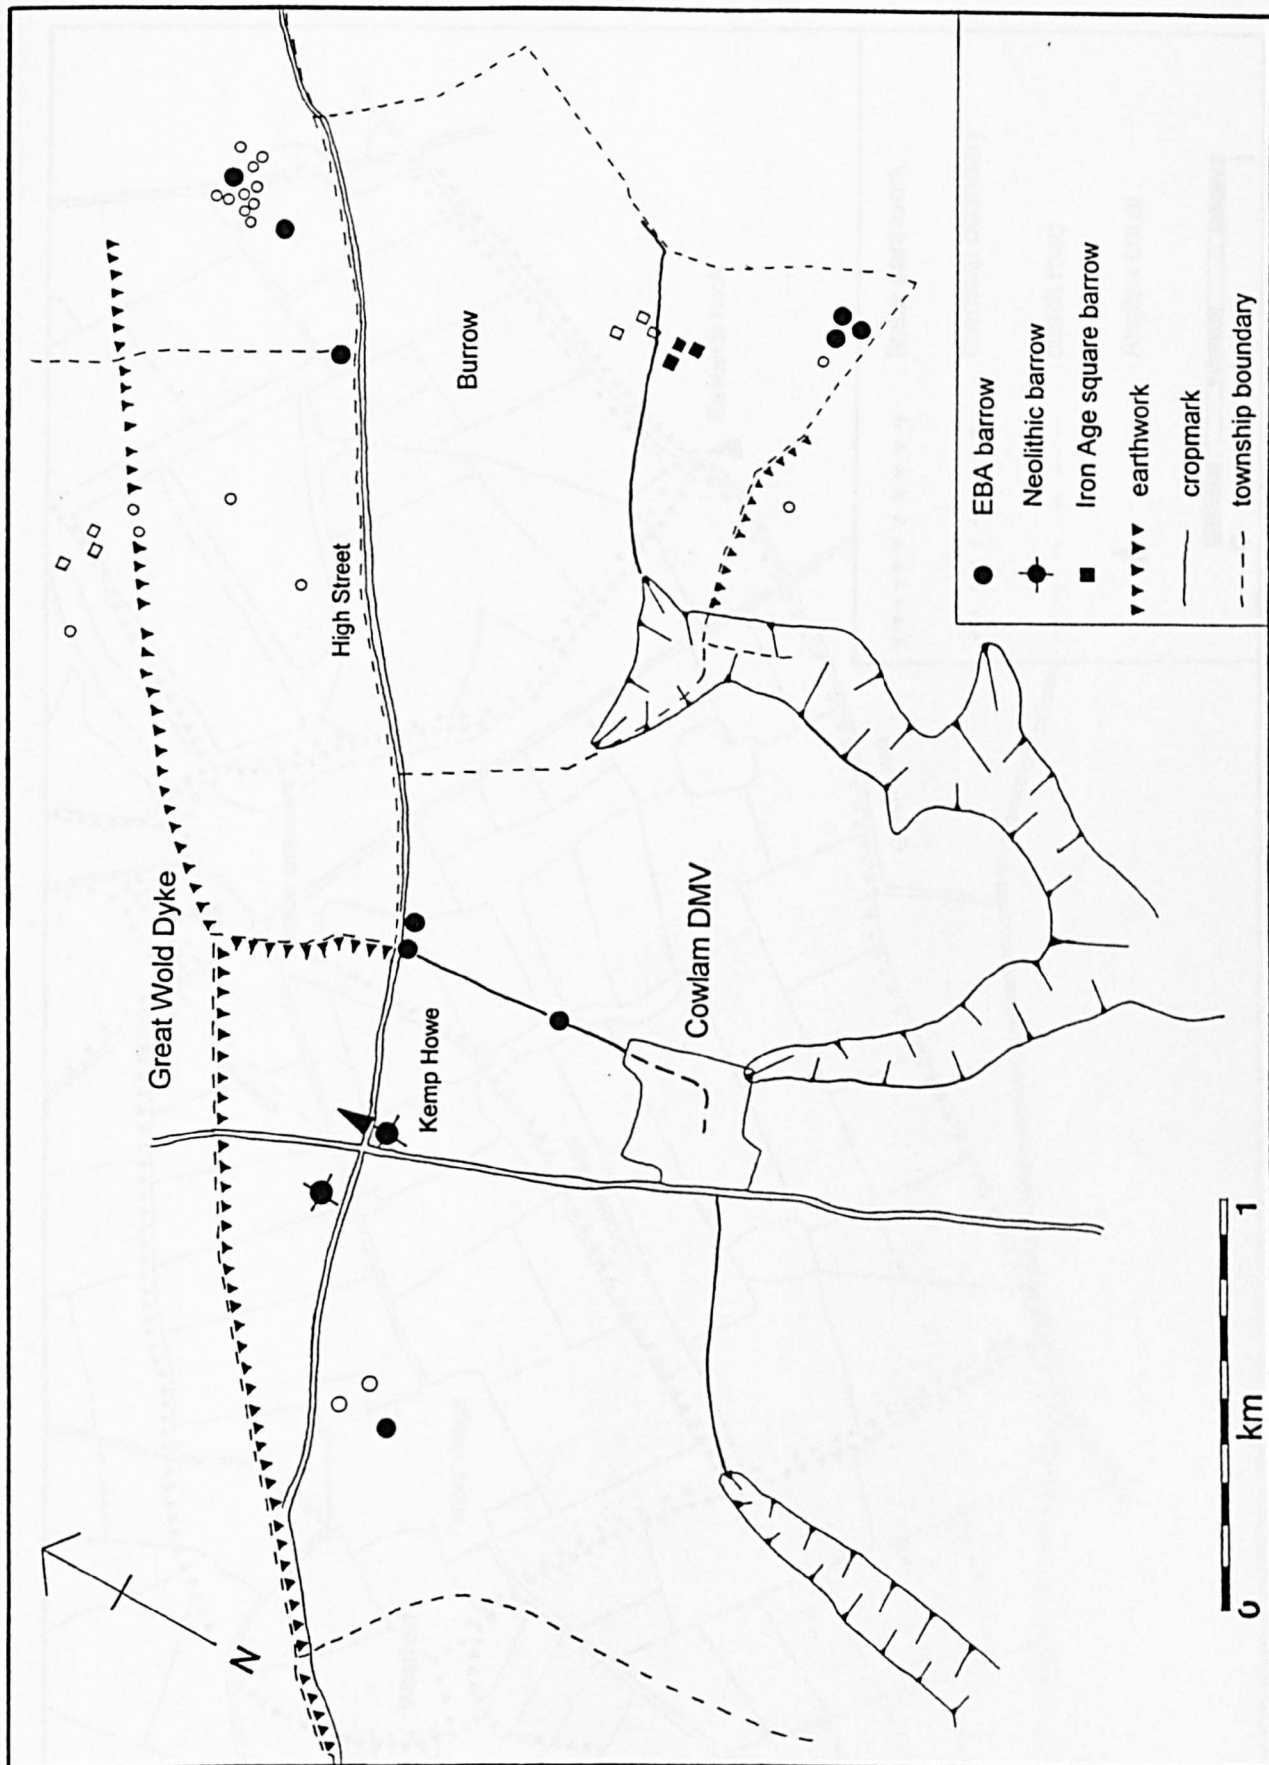 Great Wold Dyke
High Street
Burrow
Kemp Howe
Cowlam DMV
N
EBA barrow
Neolithic barrow
Iron Age square barrow
earthwork
cropmark
township boundary
0 km 1